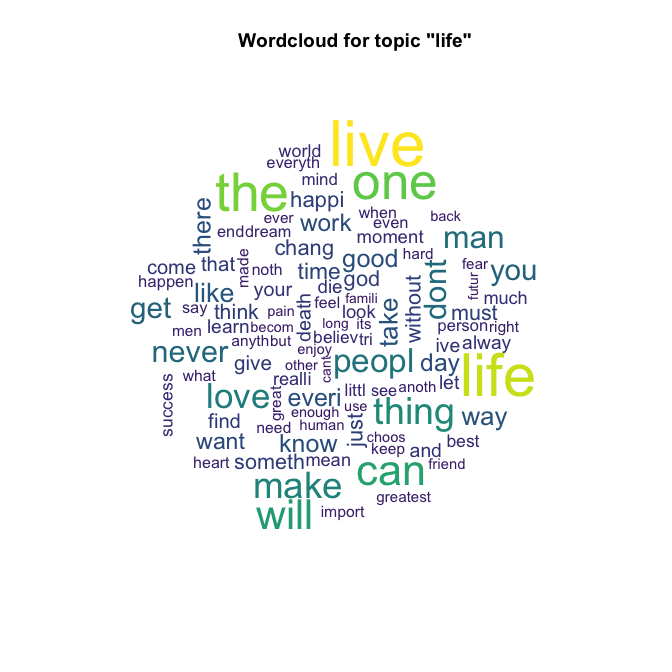 Wordcloud for topic "life"
live
world
everyth
one
the
mind
happi
when
back
ever
even
there
work
enddream
moment
man
chang
good
hard
come
that
made
noth
time
god
fear
you
happen
your
die
dont
futur
like
feel
famili
much
get
say
think
pain
death
look
take
without
must
men
learn
becom
long
its
person
right
anyth
but
believ
tri
ive
alway
never
enjoy
give
other
cant
peopl
day
life
what
realli
let
success
love
great
everi
littl
see
anoth
find
enough
use
thing
way
need
human
just
want
know
choos
keep
and
best
heart
someth
mean
can
friend
make
greatest
will
import